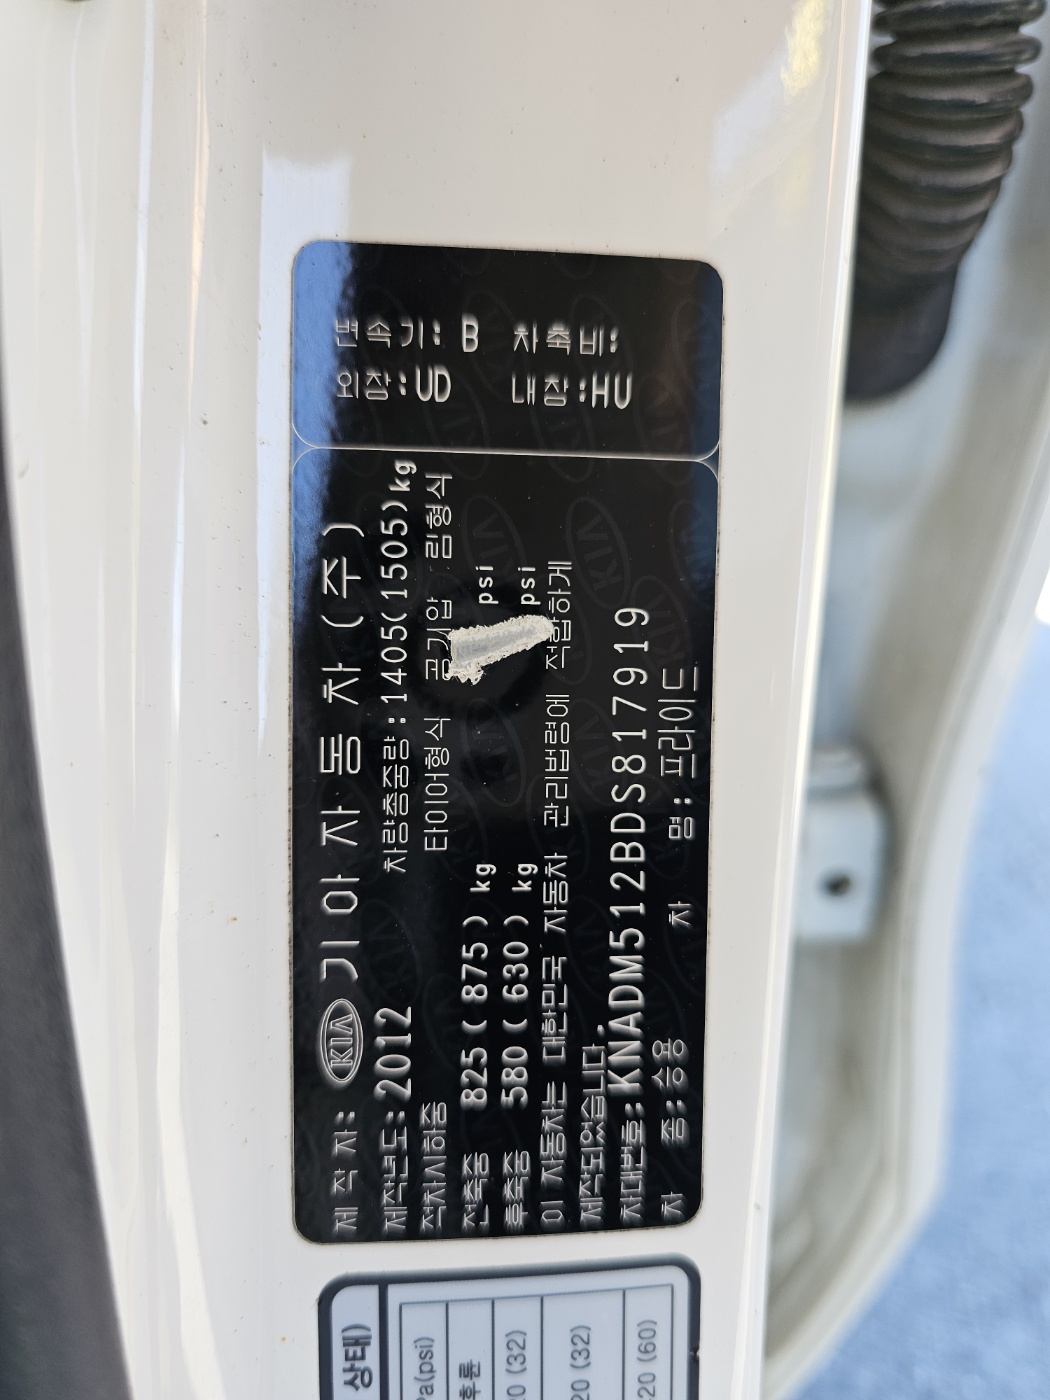 제 작 자: KIA 기 아 자 동 차 (주)
제작년도:2012 차량총중량:1405(1505)kg
적차시하중 타이어형식 공기압 림형식
전축중 825 ( 875) kg psi
후축중 580 ( 630) kg psi
이 자동차는 대한민국 자동차 관리법령에 적합하게
제작되었습니다.
차대번호:KNADM512BDS817919
차 종:승용 차 명: 프라이드
변속기: B 차축비:
외장:UD 내장:HU
상태)
Pa(psi)
후륜
0 (32)
20 (32)
20 (60)